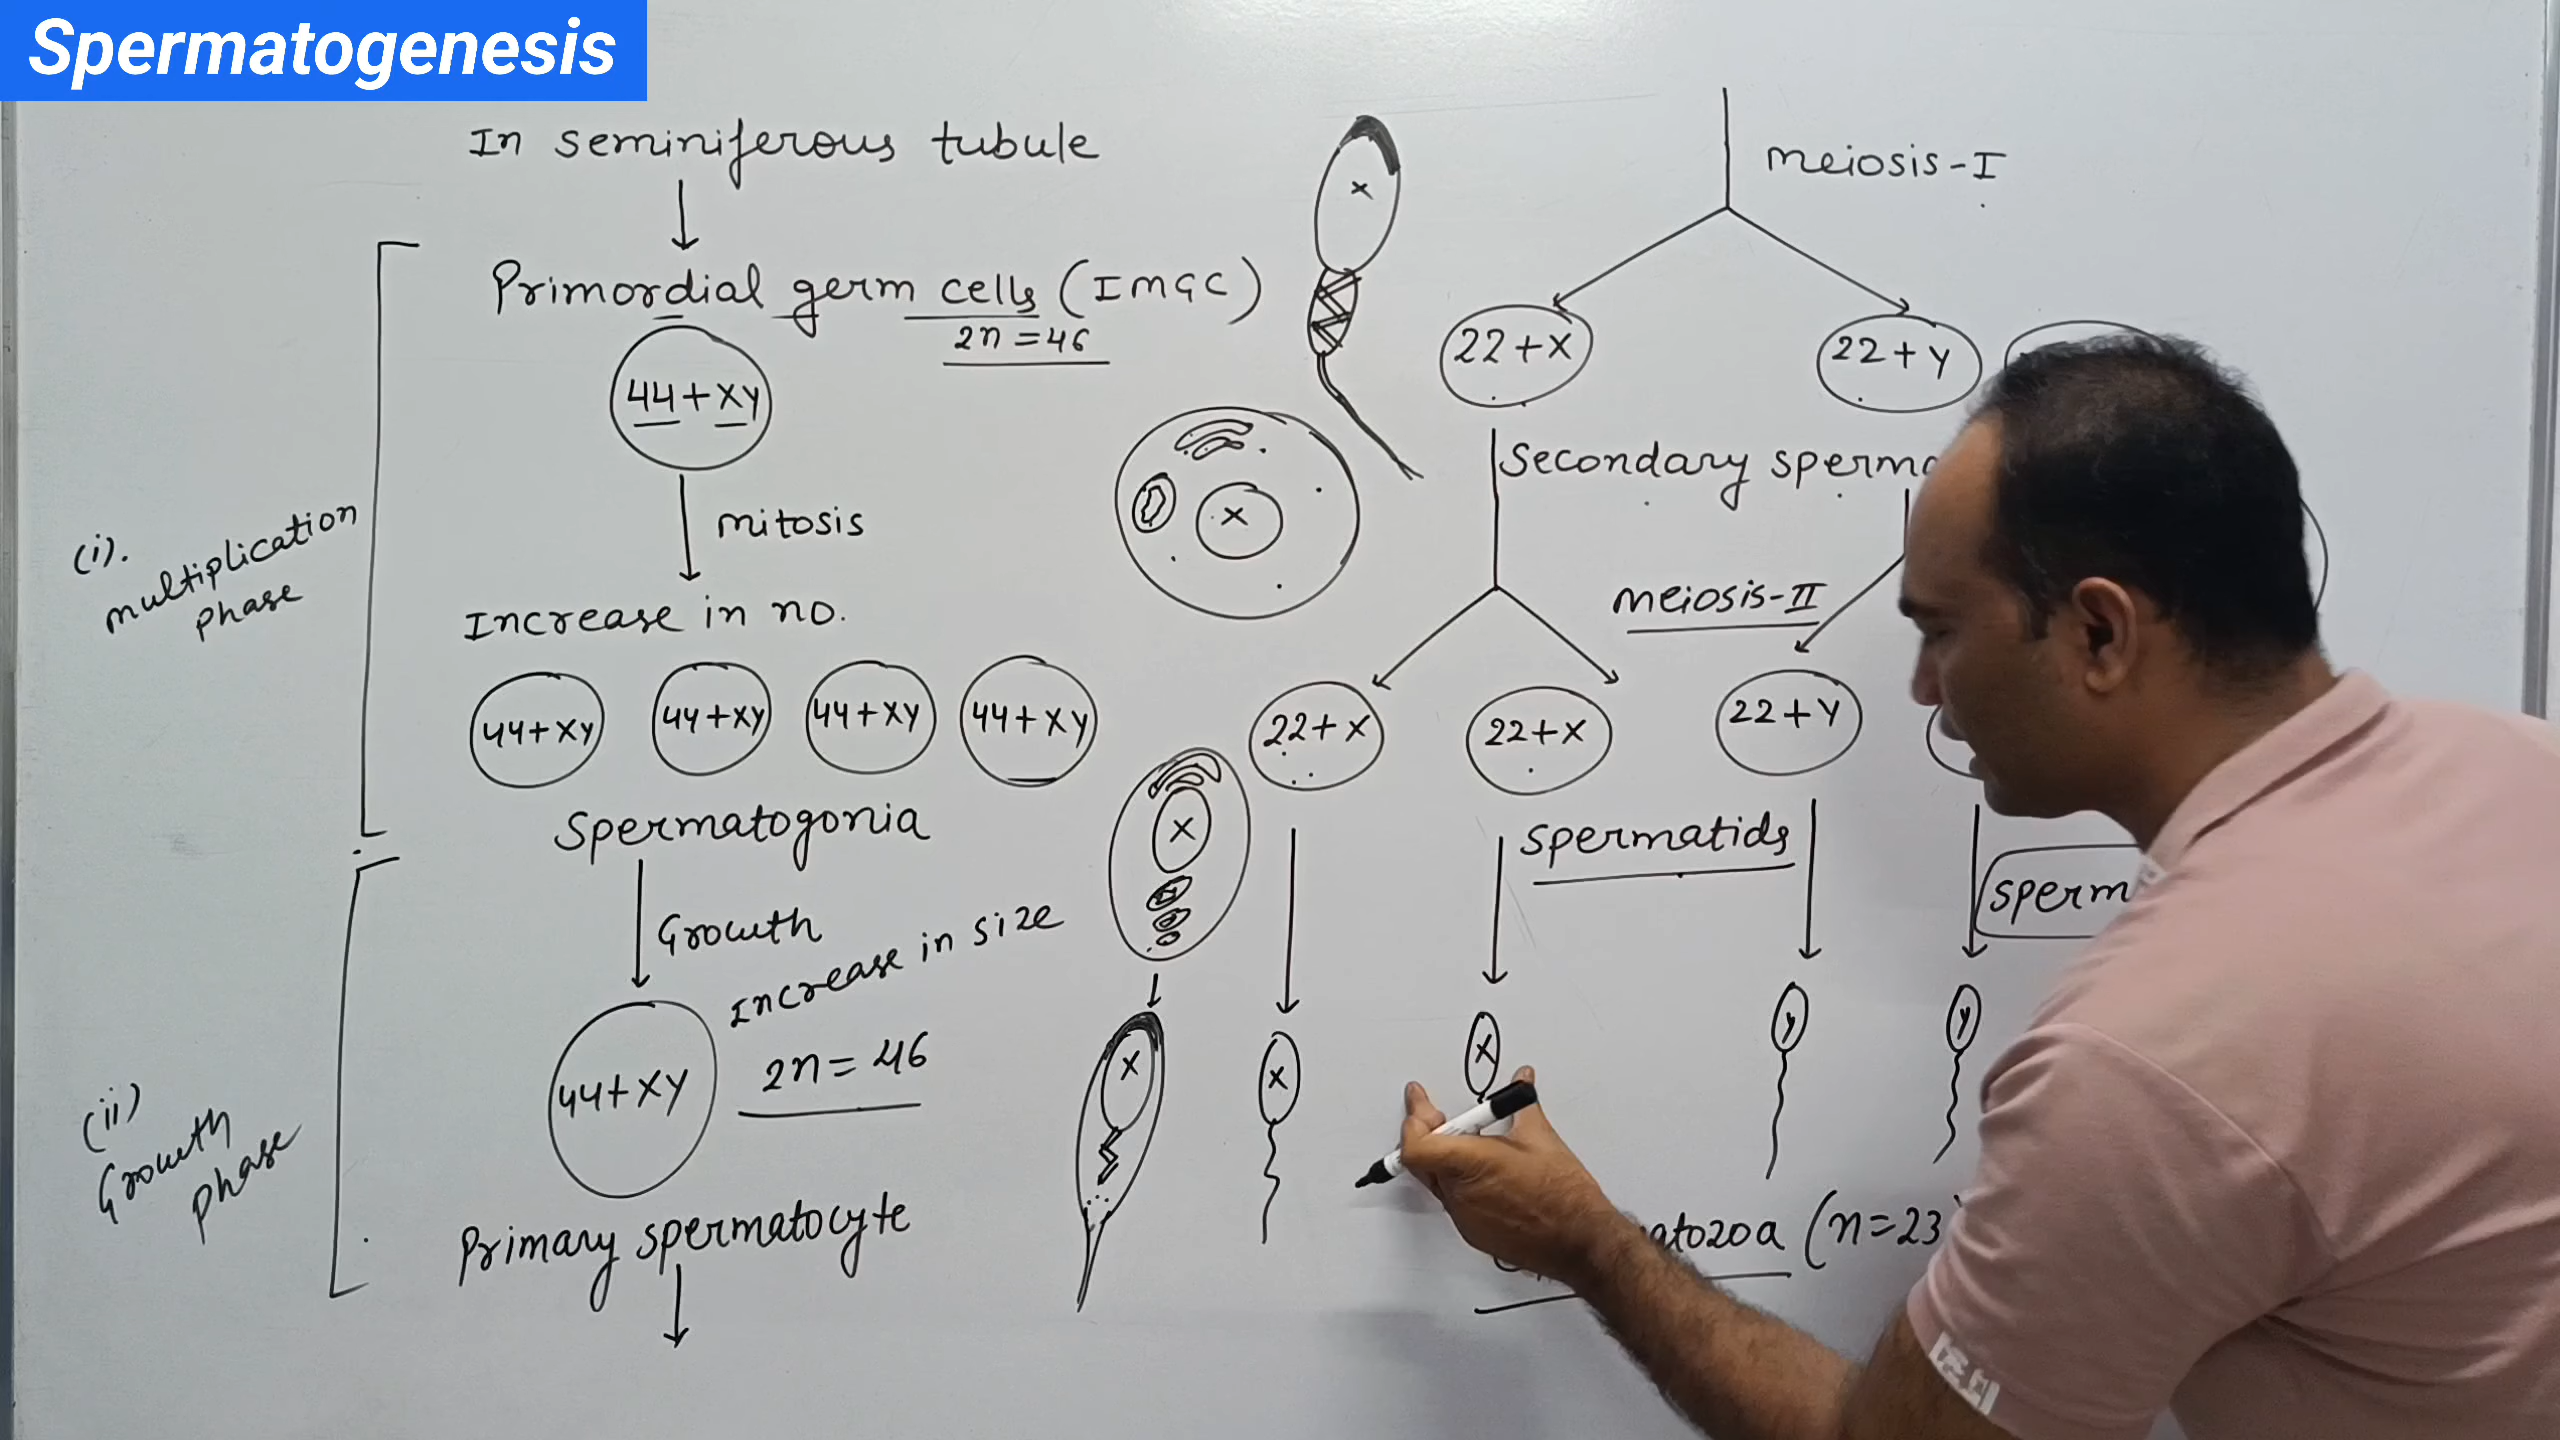 Spermatogenesis
In seminiferous tubule
Primordial germ cells (IMGC)
2n = 46
44+XY
mitosis
(i).
multiplication
phase
Increase in no.
44+XY 44+XY 44+XY 44+XY
Spermatogonia
Growth
Increase in size
44+XY
2n = 46
(ii)
Growth
phase
Primary spermatocyte
X
X
X
X
meiosis-I
22+X 22+Y
Secondary sperma
meiosis-II
22+X 22+X 22+Y
spermatids
sperm
X X Y Y
atozoa (n=23)